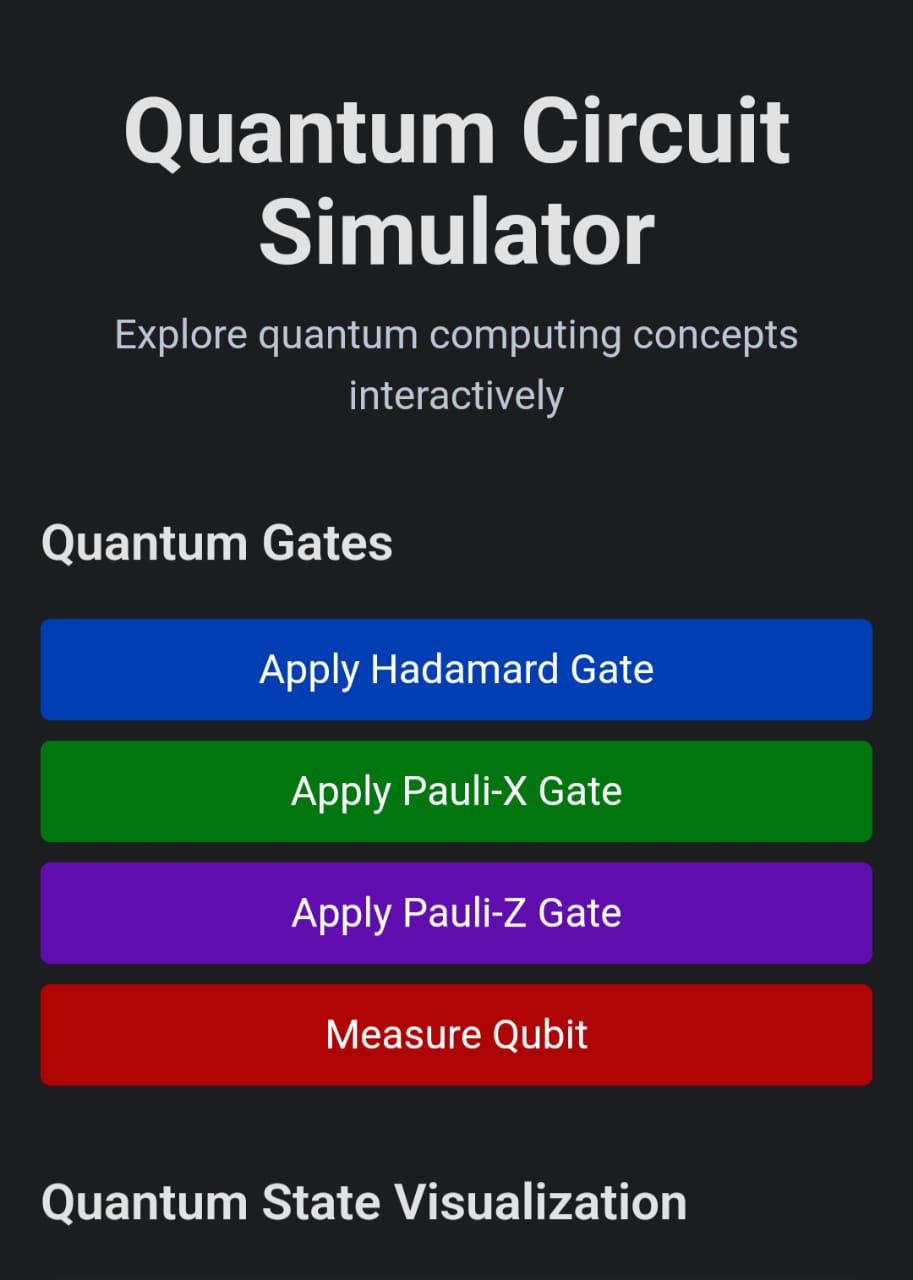 Quantum Circuit
Simulator
Explore quantum computing concepts
interactively
Quantum Gates
Apply Hadamard Gate
Apply Pauli-X Gate
Apply Pauli-Z Gate
Measure Qubit
Quantum State Visualization